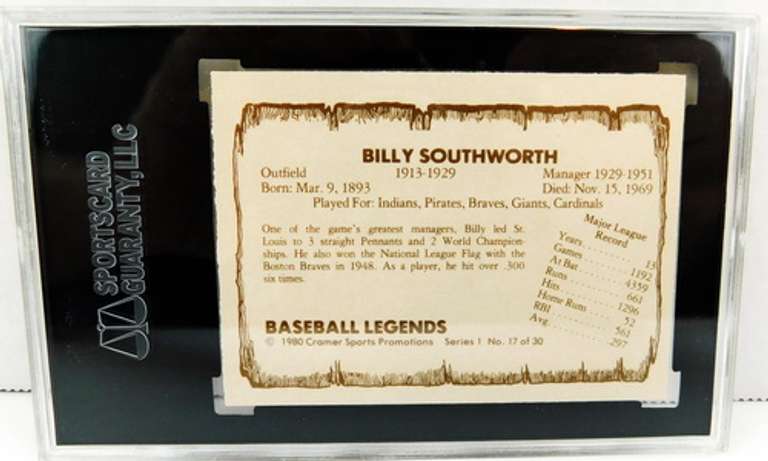 SPORTSCARD
GUARANTY, LLC
BILLY SOUTHWORTH
Outfield 1913-1929 Manager 1929-1951
Born: Mar. 9, 1893 Died: Nov. 15, 1969
Played For: Indians, Pirates, Braves, Giants, Cardinals
One of the game's greatest managers, Billy led St.
Louis to 3 straight Pennants and 2 World Champion-
ships. He also won the National League Flag with the
Boston Braves in 1948. As a player, he hit over .300
six times.
Major League
Record
Years 13
Games 1192
At Bat 4359
Runs 661
Hits 1296
Home Runs 52
RBI 561
Avg. .297
BASEBALL LEGENDS
© 1980 Cramer Sports Promotions Series 1 No. 17 of 30